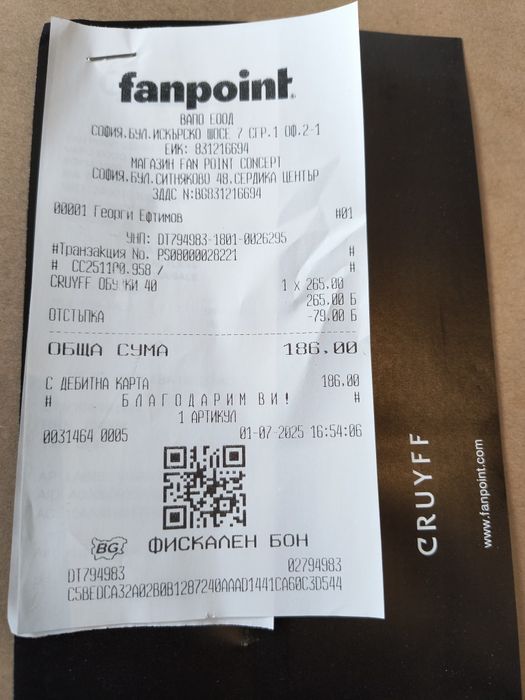 fanpoint.
ВАПО ЕООД
СОФИЯ.БУЛ.ИСКЪРСКО ШОСЕ 7 СГР.1 ОФ.2-1
ЕИК: 831216694
МАГАЗИН FAN POINT CONCEPT
СОФИЯ.БУЛ.СИТНЯКОВО 48.СЕРДИКА ЦЕНТЪР
ЗДДС N:BG831216694
00001 Георги Ефтимов #01
УНП: DT794983-1801-0026295
#Транзакция No. PS08000028221 #
# CC2511P0.958 / #
CRUYFF 40 1 x 265.00
265.00 Б
ОТСТЪПКА -79.00 Б
ОБЩА СУМА 186.00
С ДЕБИТНА КАРТА 186.00
# Б Л А Г О Д А Р И М В И ! #
1 АРТИКУЛ
0031464 0005 01-07-2025 16:54:06
BG ФИСКАЛЕН БОН
DT794983 02794983
C5BEDCA32A02B0B1287240AAAD1441CA60C3D544
CRUYFF
www.fanpoint.com